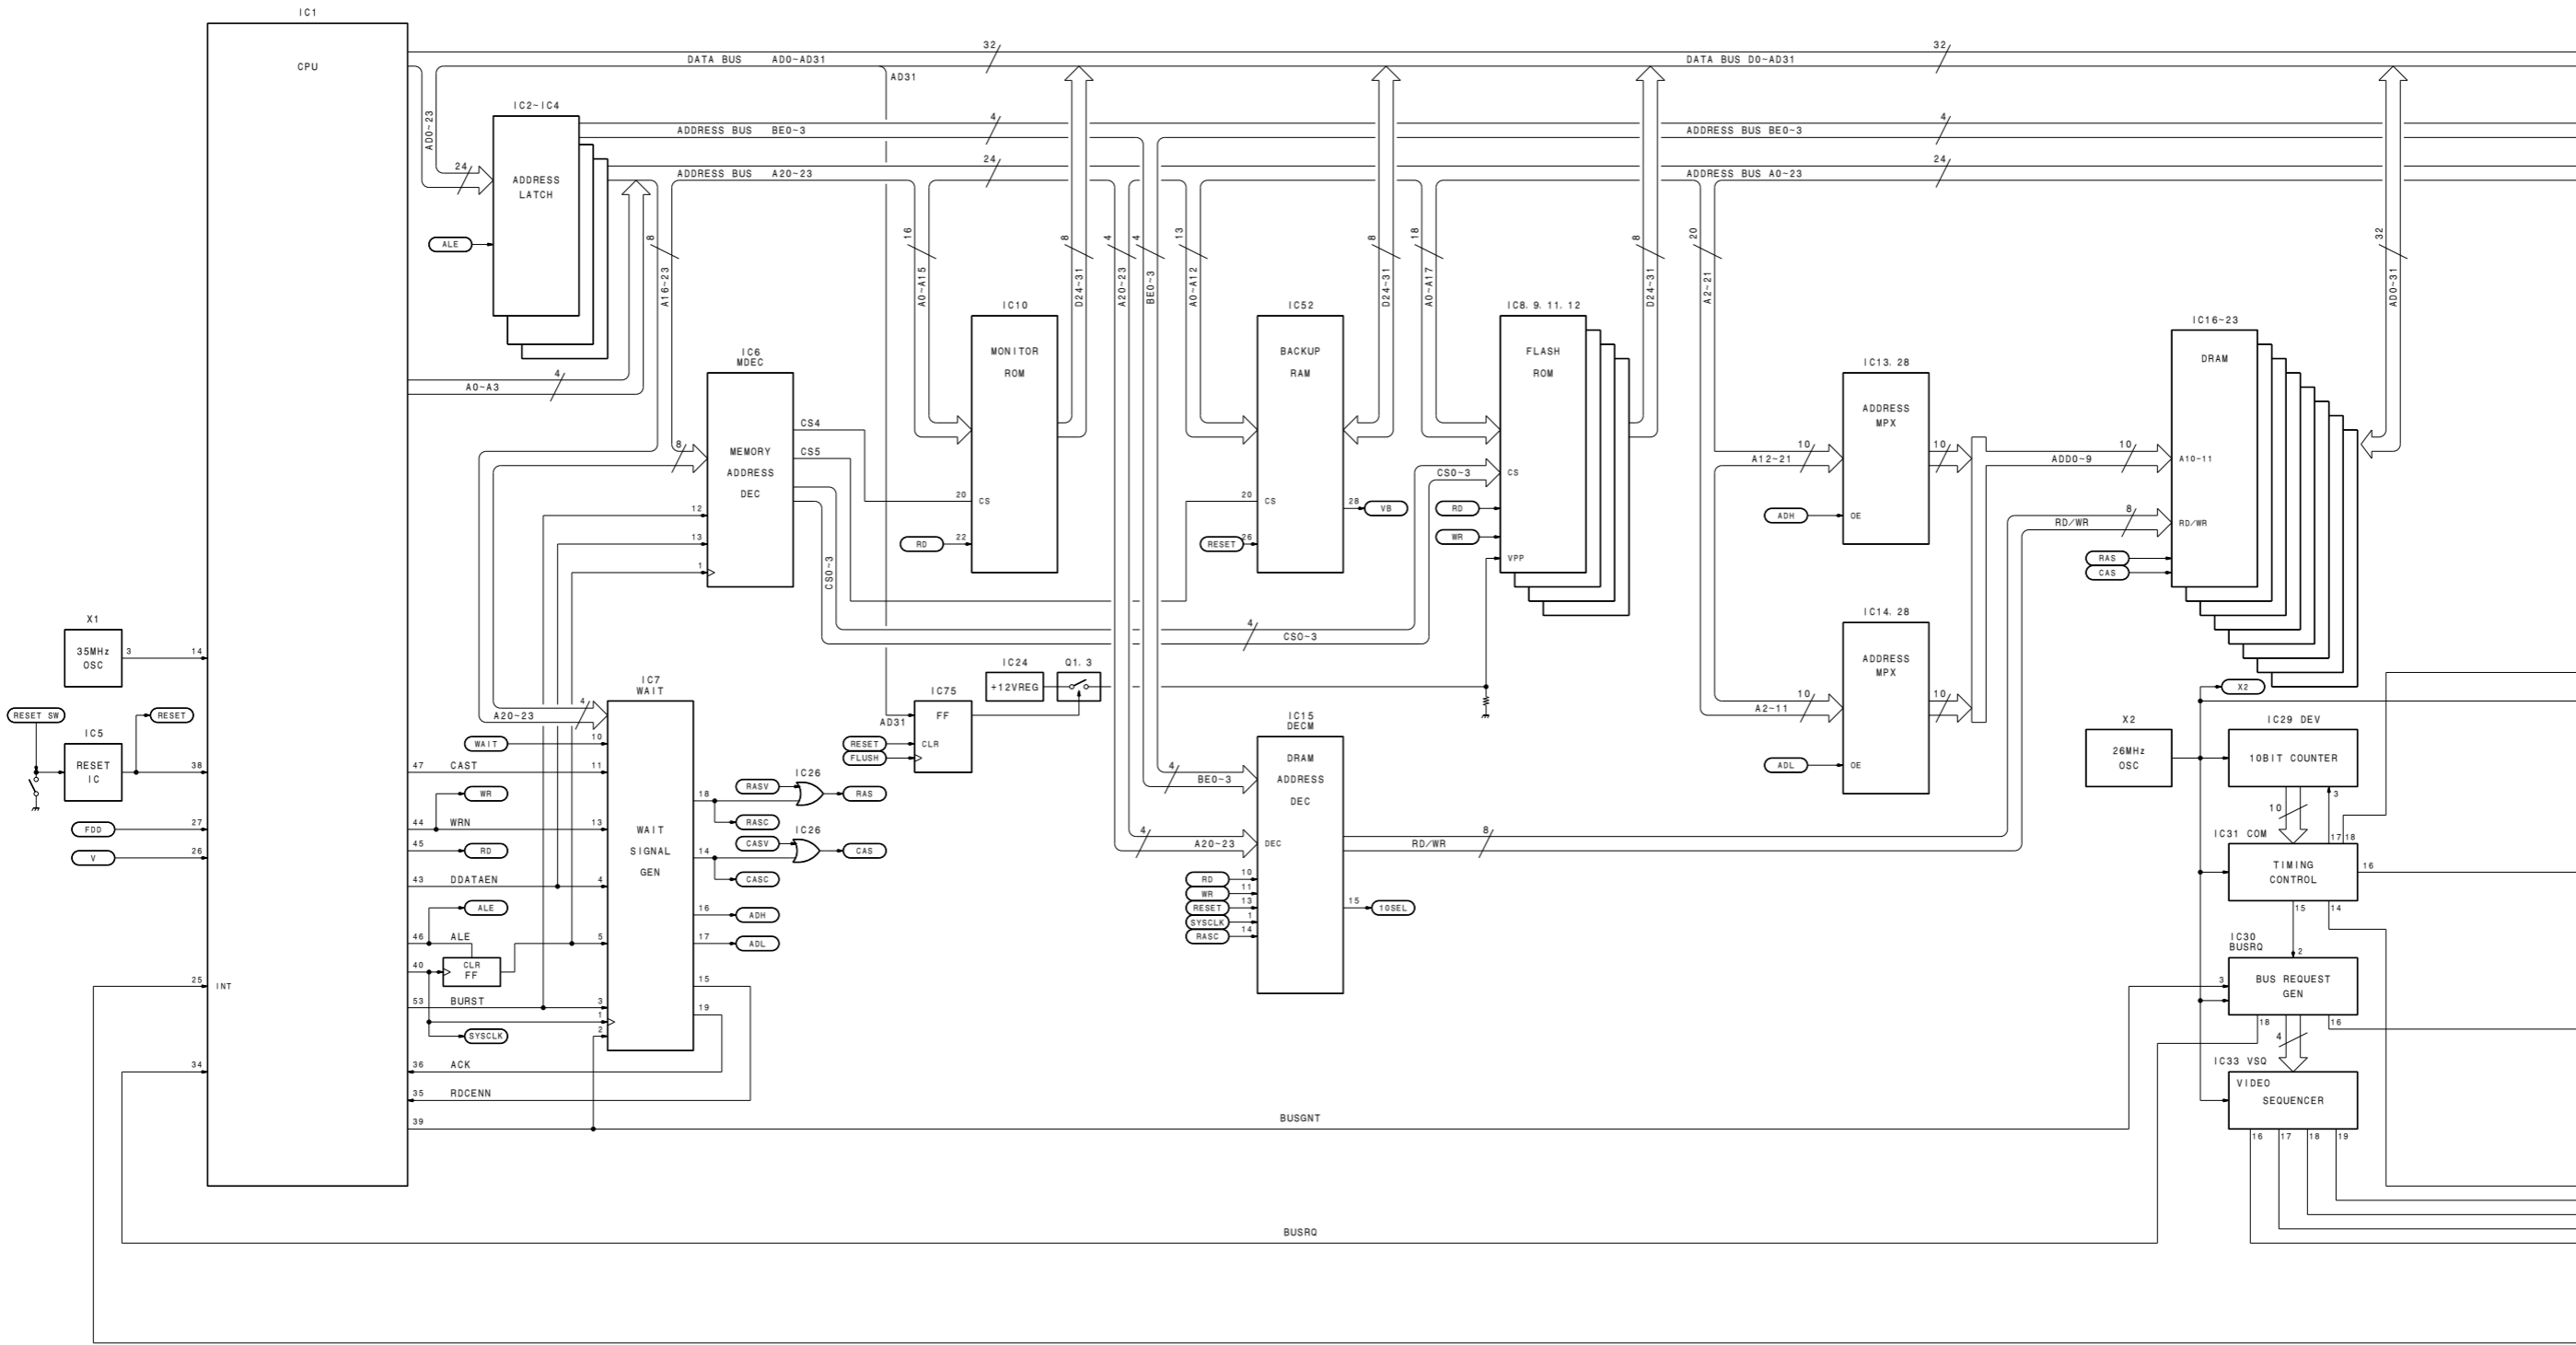 IC1
CPU
32
DATA BUS AD0~AD31
AD31
32
DATA BUS D0~AD31
AD0~23
24
IC2~IC4
ADDRESS
LATCH
ALE
ADDRESS BUS BE0~3
4
4
ADDRESS BUS BE0~3
24
ADDRESS BUS A20~23
24
ADDRESS BUS A0~23
8
A16~23
16
A0~A15
8
D24~31
4
A20~23
4
BE0~3
13
A0~A12
8
D24~31
18
A0~A17
8
D24~31
20
A2~21
32
AD0~31
4
A0~A3
IC6
MDEC
8
MEMORY
ADDRESS
DEC
CS4
CS5
12
13
1
CS0~3
IC10
MONITOR
ROM
20
CS
RD
22
IC52
BACKUP
RAM
20
CS
RESET
26
28
VB
IC8. 9. 11. 12
FLASH
ROM
CS0~3
CS
RD
WR
VPP
4
CS0~3
IC13. 28
ADDRESS
MPX
10
A12~21
10
ADH
OE
IC14. 28
ADDRESS
MPX
10
A2~11
10
ADL
OE
IC16~23
DRAM
10
ADD0~9
A10~11
8
RD/WR
RD/WR
RAS
CAS
X1
35MHz
OSC
3
14
RESET SW
RESET
IC5
RESET
IC
38
FDD
27
V
26
25
INT
34
47
CAST
WR
44
WRN
45
RD
43
DDATAEN
ALE
46
ALE
40
CLR
FF
53
BURST
SYSCLK
36
ACK
35
RDCENN
39
IC7
WAIT
4
A20~23
WAIT
10
11
13
4
5
3
1
2
WAIT
SIGNAL
GEN
18
14
16
17
15
19
RASV
IC26
RAS
RASC
CASV
IC26
CAS
CASC
ADH
ADL
IC75
AD31
FF
RESET
CLR
FLUSH
IC24
+12VREG
Q1. 3
IC15
DECM
DRAM
ADDRESS
DEC
4
BE0~3
4
A20~23
DEC
RD
10
WR
11
RESET
13
SYSCLK
1
RASC
14
15
10SEL
8
RD/WR
X2
X2
26MHz
OSC
IC29 DEV
10BIT COUNTER
10
3
IC31 COM
17
18
TIMING
CONTROL
16
15
14
IC30
BUSRQ
2
3
BUS REQUEST
GEN
18
16
4
IC33 VSQ
VIDEO
SEQUENCER
16
17
18
19
BUSGNT
BUSRQ